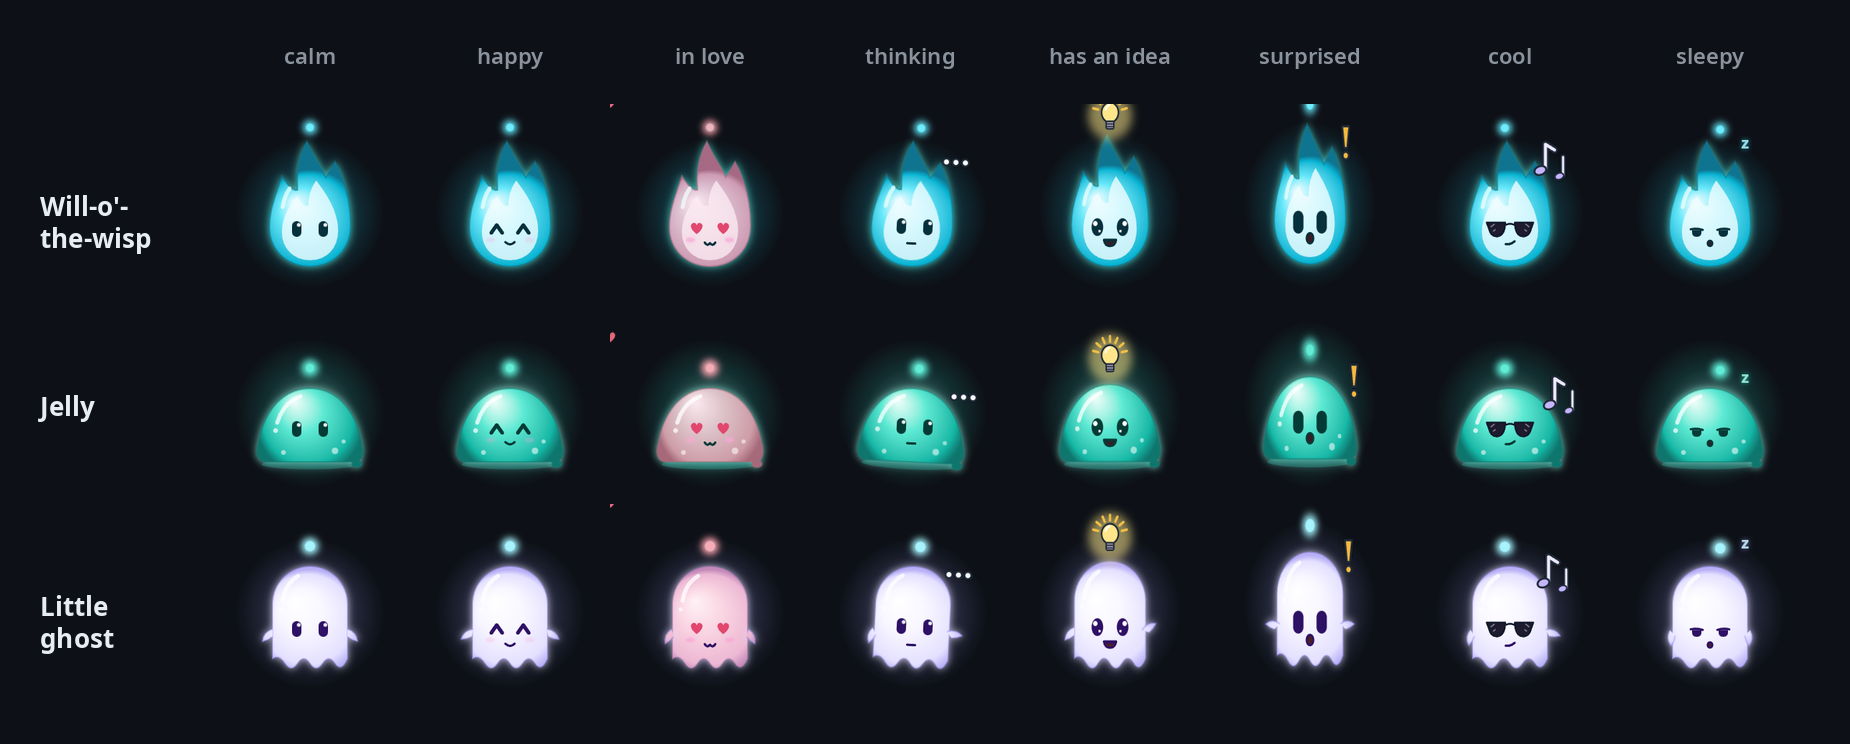 calm happy in love thinking has an idea surprised cool sleepy
!
z
Will-o'-
the-wisp
!
z
Jelly
!
z
Little
ghost